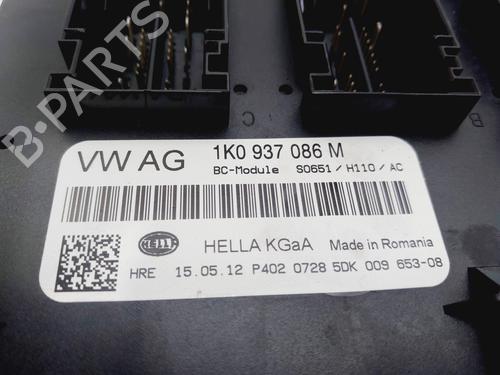 B-PARTS
VW AG
1K0 937 086 M
BC-Module S0651 / H110 / AC
HELLA
HELLA KGaA Made in Romania
HRE 15.05.12 P402 0728 5DK 009 653-08